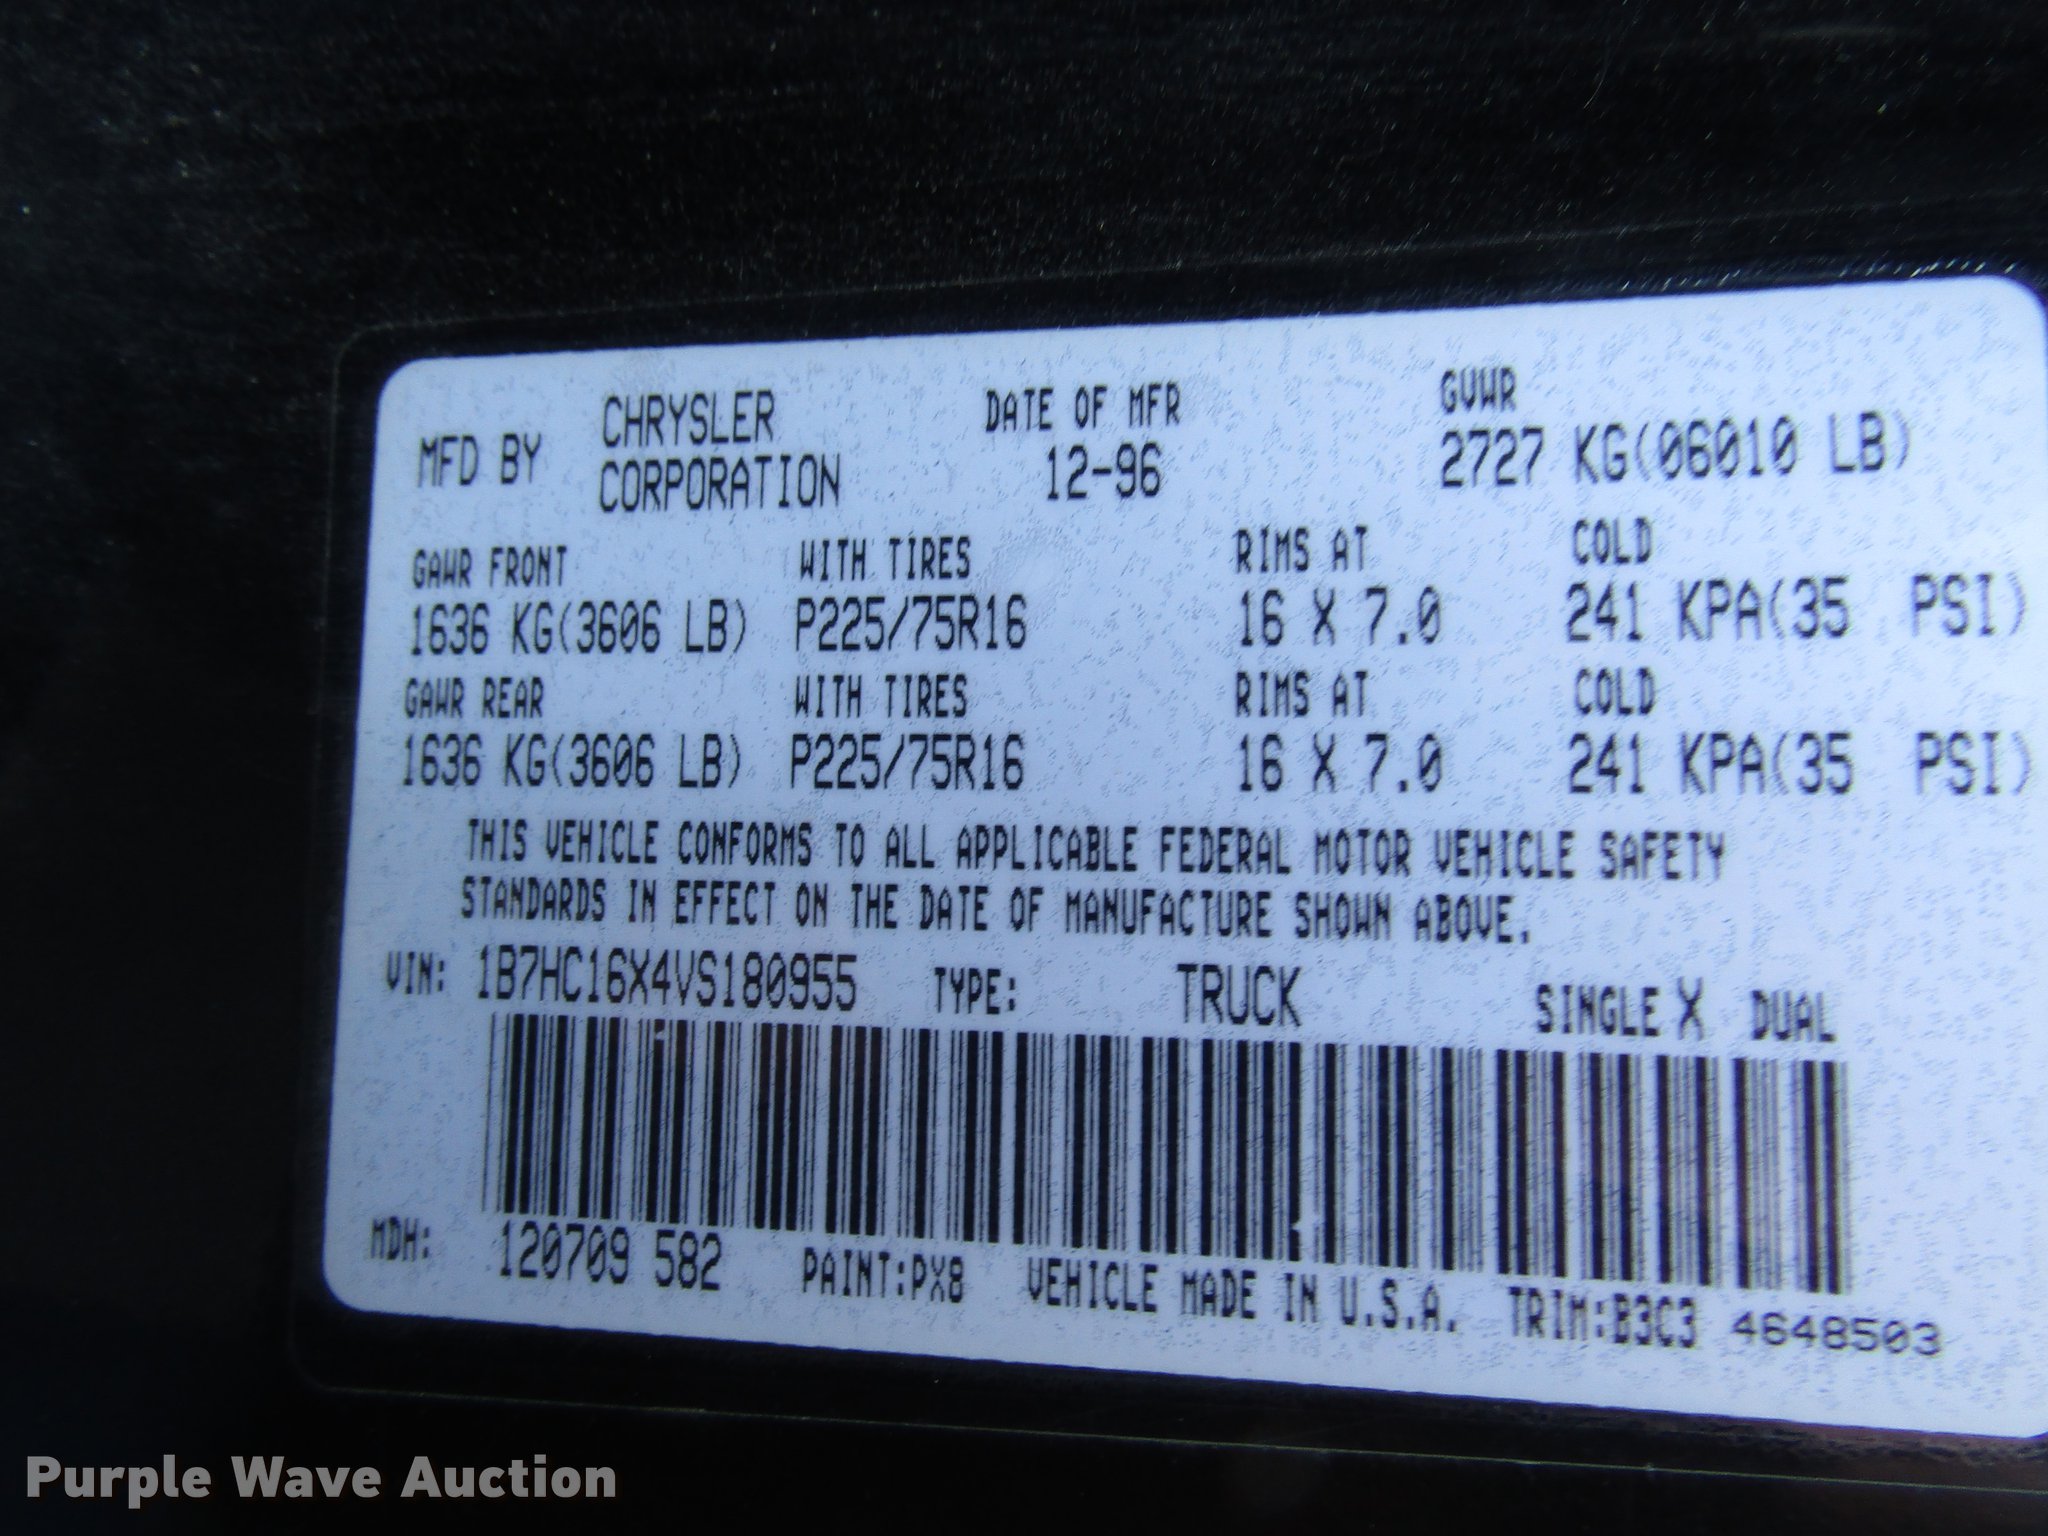 MFD BY CHRYSLER CORPORATION DATE OF MFR 12-96 GVWR 2727 KG(06010 LB)
GAWR FRONT WITH TIRES RIMS AT COLD
1636 KG(3606 LB) P225/75R16 16 X 7.0 241 KPA(35 PSI)
GAWR REAR WITH TIRES RIMS AT COLD
1636 KG(3606 LB) P225/75R16 16 X 7.0 241 KPA(35 PSI)
THIS VEHICLE CONFORMS TO ALL APPLICABLE FEDERAL MOTOR VEHICLE SAFETY
STANDARDS IN EFFECT ON THE DATE OF MANUFACTURE SHOWN ABOVE.
VIN: 1B7HC16X4VS180955 TYPE: TRUCK SINGLE X DUAL
MDH: 120709 582 PAINT:PX8 VEHICLE MADE IN U.S.A. TRIM:B3C3 4648503
Purple Wave Auction